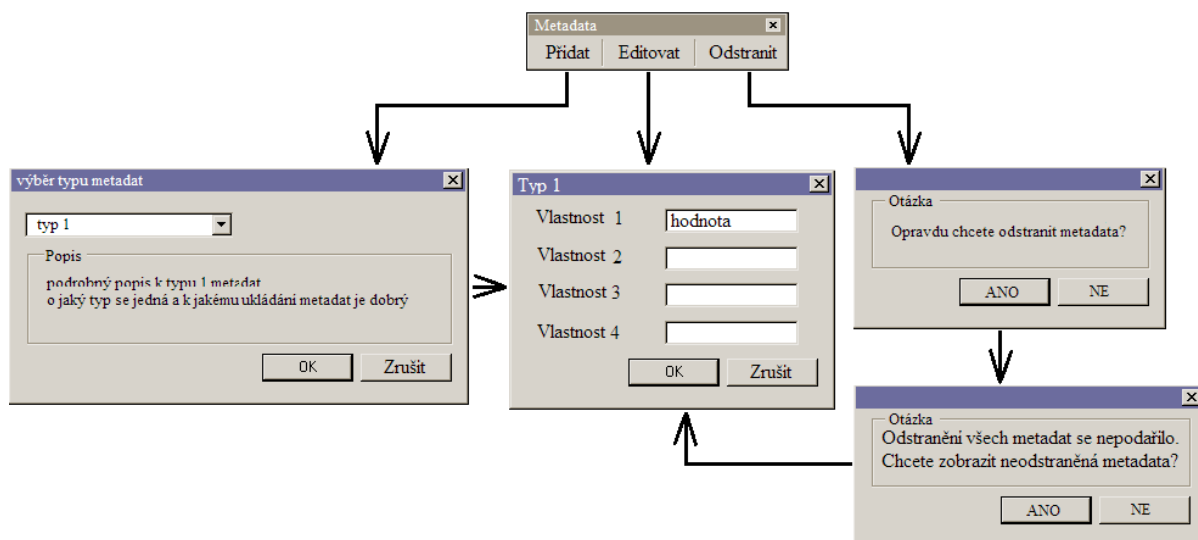 Metadata
Přidat Editovat Odstranit
výběr typu metadat
typ 1
Popis
podrobný popis k typu 1 metadat
o jaký typ se jedná a k jakému ukládání metadat je dobrý
OK Zrušit
Typ 1
Vlastnost 1 hodnota
Vlastnost 2
Vlastnost 3
Vlastnost 4
OK Zrušit
Otázka
Opravdu chcete odstranit metadata?
ANO NE
Otázka
Odstranění všech metadat se nepodařilo.
Chcete zobrazit neodstraněná metadata?
ANO NE